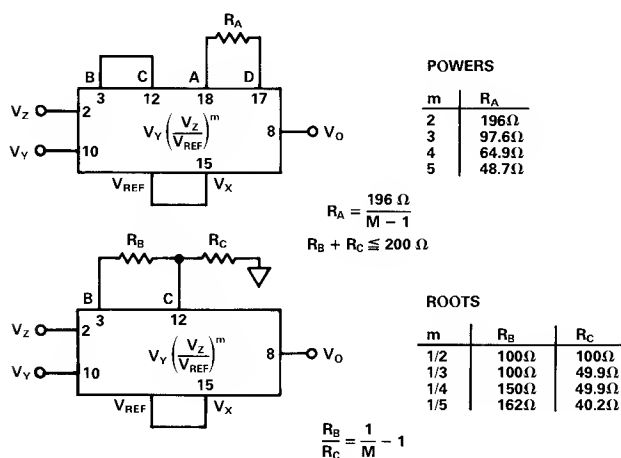 R_A
B C A D
3 12 18 17
V_Z 2
V_Y (V_Z/V_REF)^m
8 V_O
V_Y 10
15
V_REF V_X
POWERS
m R_A
2 196Ω
3 97.6Ω
4 64.9Ω
5 48.7Ω
R_A = 196 Ω/M − 1
R_B + R_C ≦ 200 Ω
R_B R_C
B C
3 12
V_Z 2
V_Y (V_Z/V_REF)^m
8 V_O
V_Y 10
15
V_REF V_X
ROOTS
m R_B R_C
1/2 100Ω 100Ω
1/3 100Ω 49.9Ω
1/4 150Ω 49.9Ω
1/5 162Ω 40.2Ω
R_B/R_C = 1/M − 1